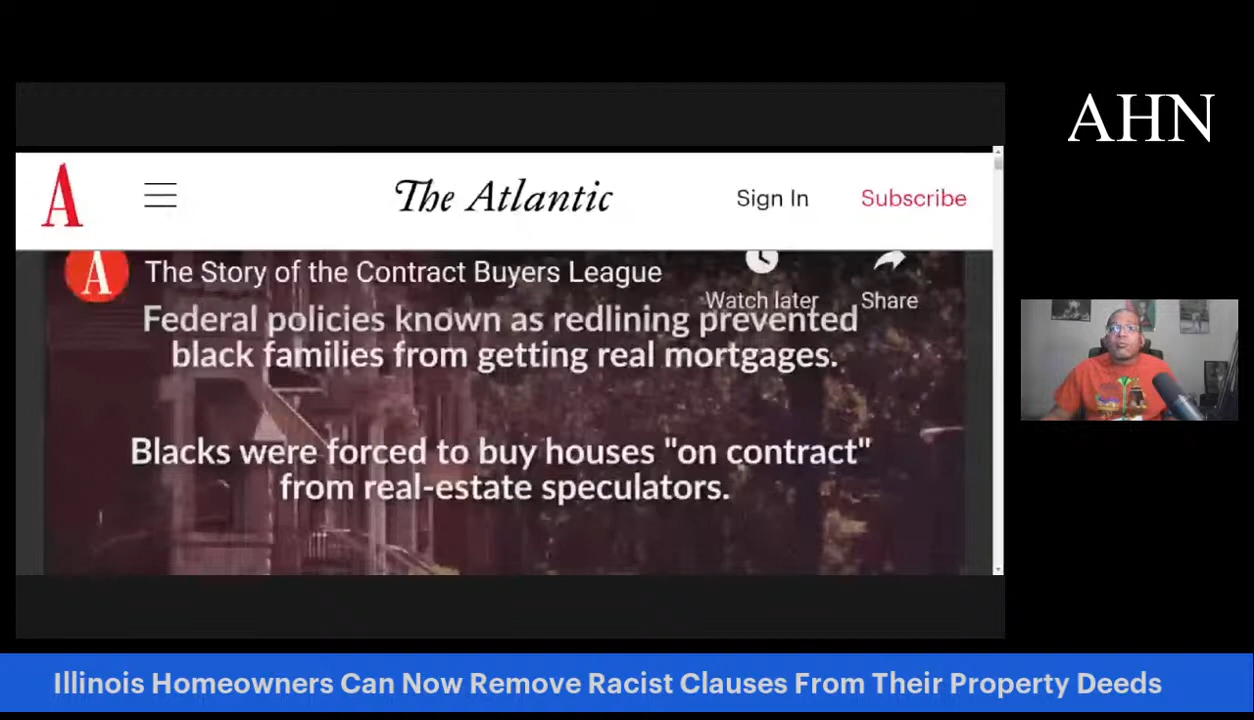 AHN
A
The Atlantic
Sign In
Subscribe
A
The Story of the Contract Buyers League
Watch later
Share
Federal policies known as redlining prevented
black families from getting real mortgages.
Blacks were forced to buy houses "on contract"
from real-estate speculators.
Illinois Homeowners Can Now Remove Racist Clauses From Their Property Deeds